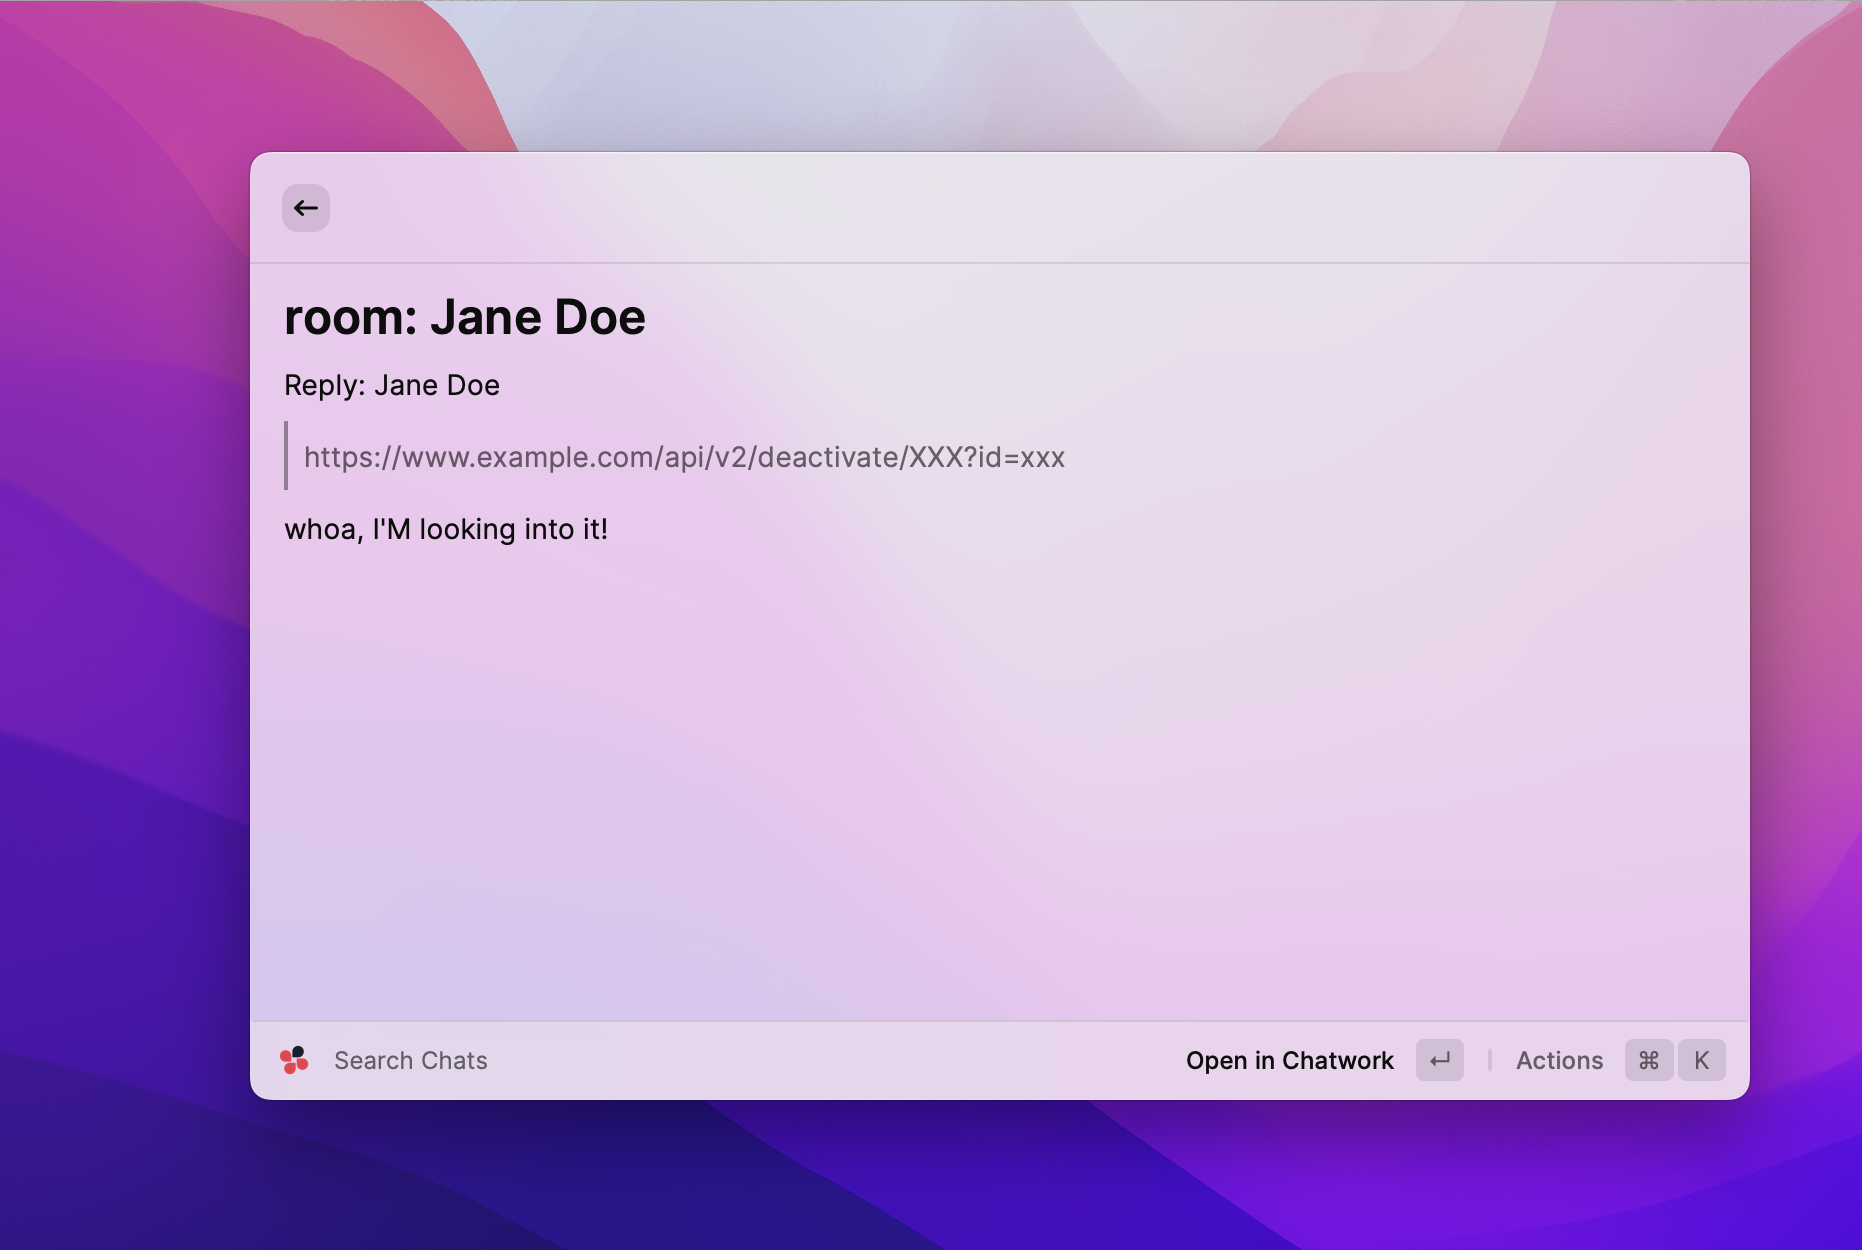 room: Jane Doe
Reply: Jane Doe
https://www.example.com/api/v2/deactivate/XXX?id=xxx
whoa, I'M looking into it!
Search Chats
Open in Chatwork
Actions
⌘ K